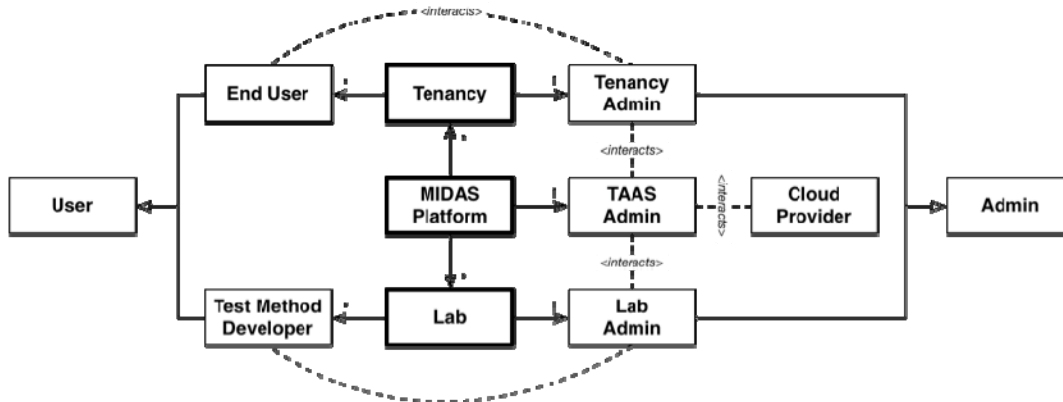 <interacts>
End User
Tenancy
Tenancy
Admin
<interacts>
User
MIDAS
Platform
TAAS
Admin
<interacts>
Cloud
Provider
Admin
<interacts>
Test Method
Developer
Lab
Lab
Admin